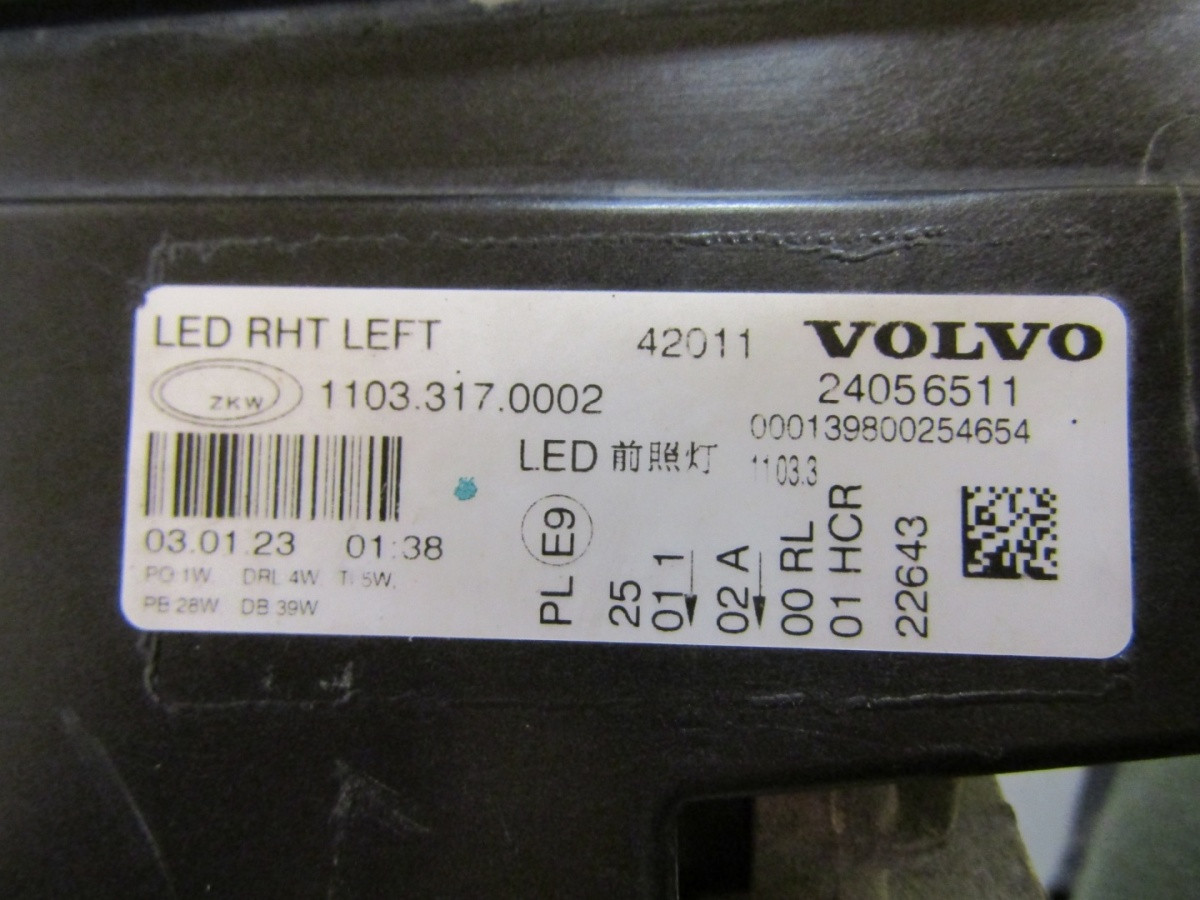 LED RHT LEFT
42011
VOLVO
ZKW
1103.317.0002
24056511
000139800254654
LED 前照灯
1103.3
03.01.23 01:38
PO 1W, DRL 4W, TI 5W,
PB 28W DB 39W
PL E9
25
01 1
02 A
00 RL
01 HCR
22643